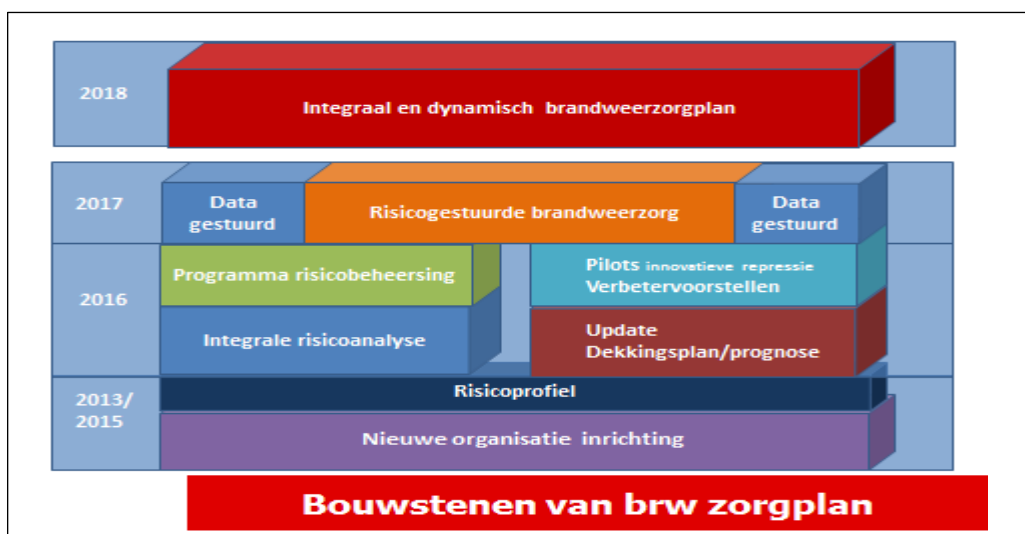 2018
Integraal en dynamisch brandweerzorgplan
2017
Data
gestuurd
Risicogestuurde brandweerzorg
Data
gestuurd
2016
Programma risicobeheersing
Pilots innovatieve repressie
Verbetervoorstellen
Integrale risicoanalyse
Update
Dekkingsplan/prognose
2013/
2015
Risicoprofiel
Nieuwe organisatie inrichting
Bouwstenen van brw zorgplan